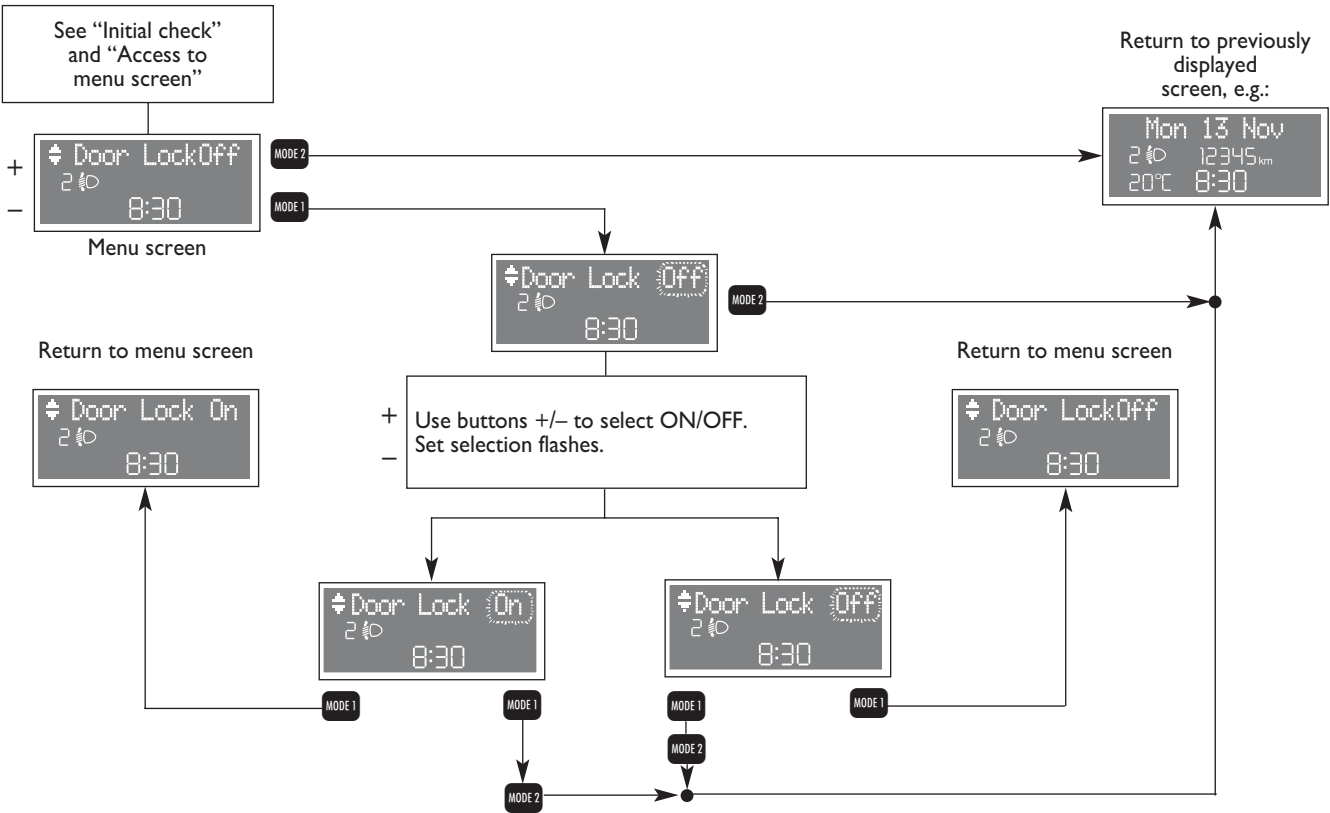 See “Initial check”
and “Access to
menu screen”
+
–
Door LockOff
2
8:30
Menu screen
MODE 2
MODE 1
Return to previously
displayed
screen, e.g.:
Mon 13 Nov
2 12345 km
20°C 8:30
Door Lock Off
2
8:30
MODE 2
Return to menu screen
Door Lock On
2
8:30
+
–
Use buttons +/– to select ON/OFF.
Set selection flashes.
Return to menu screen
Door LockOff
2
8:30
Door Lock On
2
8:30
MODE 1
MODE 1
MODE 2
Door Lock Off
2
8:30
MODE 1
MODE 2
MODE 1